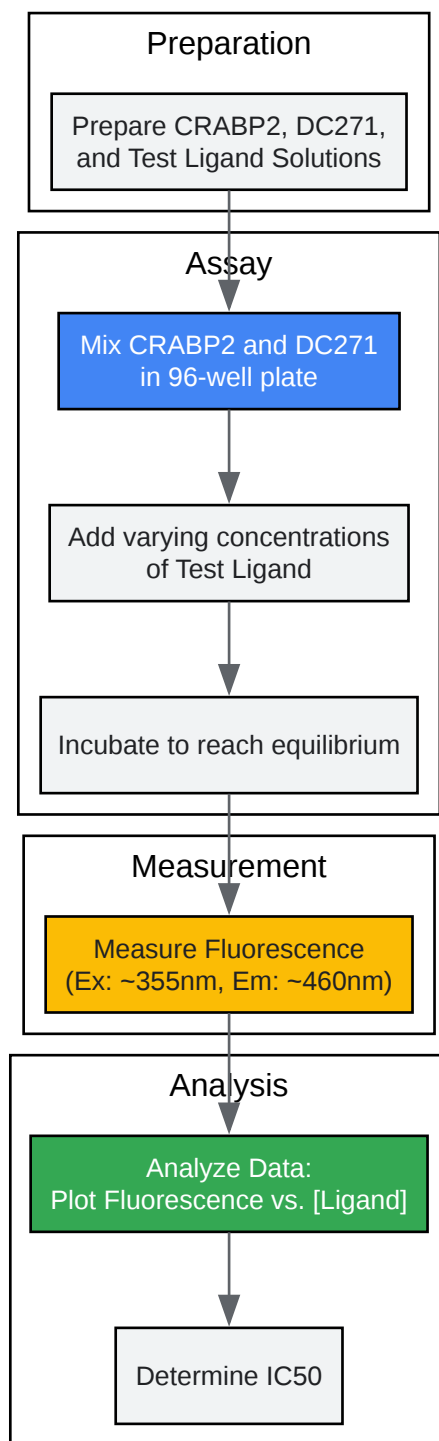 Preparation
Prepare CRABP2, DC271,
and Test Ligand Solutions
Assay
Mix CRABP2 and DC271
in 96-well plate
Add varying concentrations
of Test Ligand
Incubate to reach equilibrium
Measurement
Measure Fluorescence
(Ex: ~355nm, Em: ~460nm)
Analysis
Analyze Data:
Plot Fluorescence vs. [Ligand]
Determine IC50